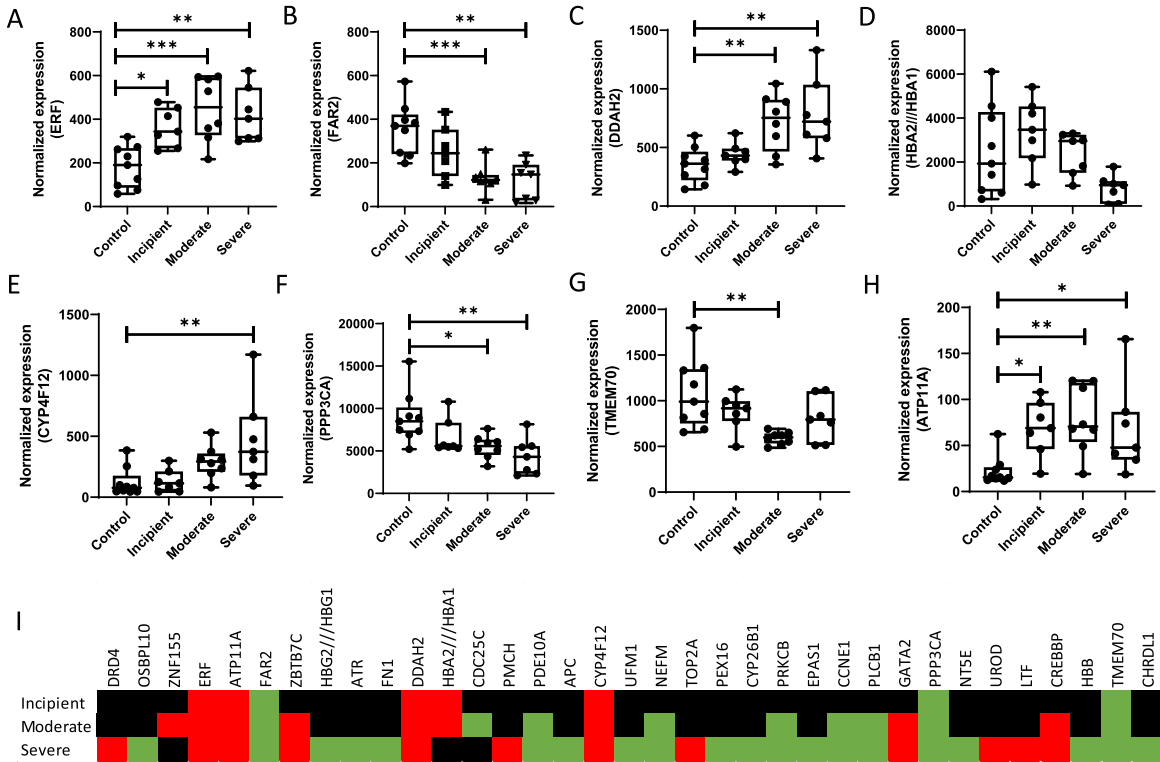 A
**
***
*
800
600
400
200
0
Normalized expression
(ERF)
Control
Incipient
Moderate
Severe
B
**
***
800
600
400
200
0
Normalized expression
(FAR2)
Control
Incipient
Moderate
Severe
C
**
**
1500
1000
500
0
Normalized expression
(DDAH2)
Control
Incipient
Moderate
Severe
D
8000
6000
4000
2000
0
Normalized expression
(HBA2///HBA1)
Control
Incipient
Moderate
Severe
E
**
1500
1000
500
0
Normalized expression
(CYP4F12)
Control
Incipient
Moderate
Severe
F
**
*
20000
15000
10000
5000
0
Normalized expression
(PPP3CA)
Control
Incipient
Moderate
Severe
G
**
2000
1500
1000
500
0
Normalized expression
(TMEM70)
Control
Incipient
Moderate
Severe
H
*
**
*
200
150
100
50
0
Normalized expression
(ATP11A)
Control
Incipient
Moderate
Severe
I
DRD4
OSBPL10
ZNF155
ERF
ATP11A
FAR2
ZBTB7C
HBG2///HBG1
ATR
FN1
DDAH2
HBA2///HBA1
CDC25C
PMCH
PDE10A
APC
CYP4F12
UFM1
NEFM
TOP2A
PEX16
CYP26B1
PRKCB
EPAS1
CCNE1
PLCB1
GATA2
PPP3CA
NT5E
UROD
LTF
CREBBP
HBB
TMEM70
CHRDL1
Incipient
Moderate
Severe